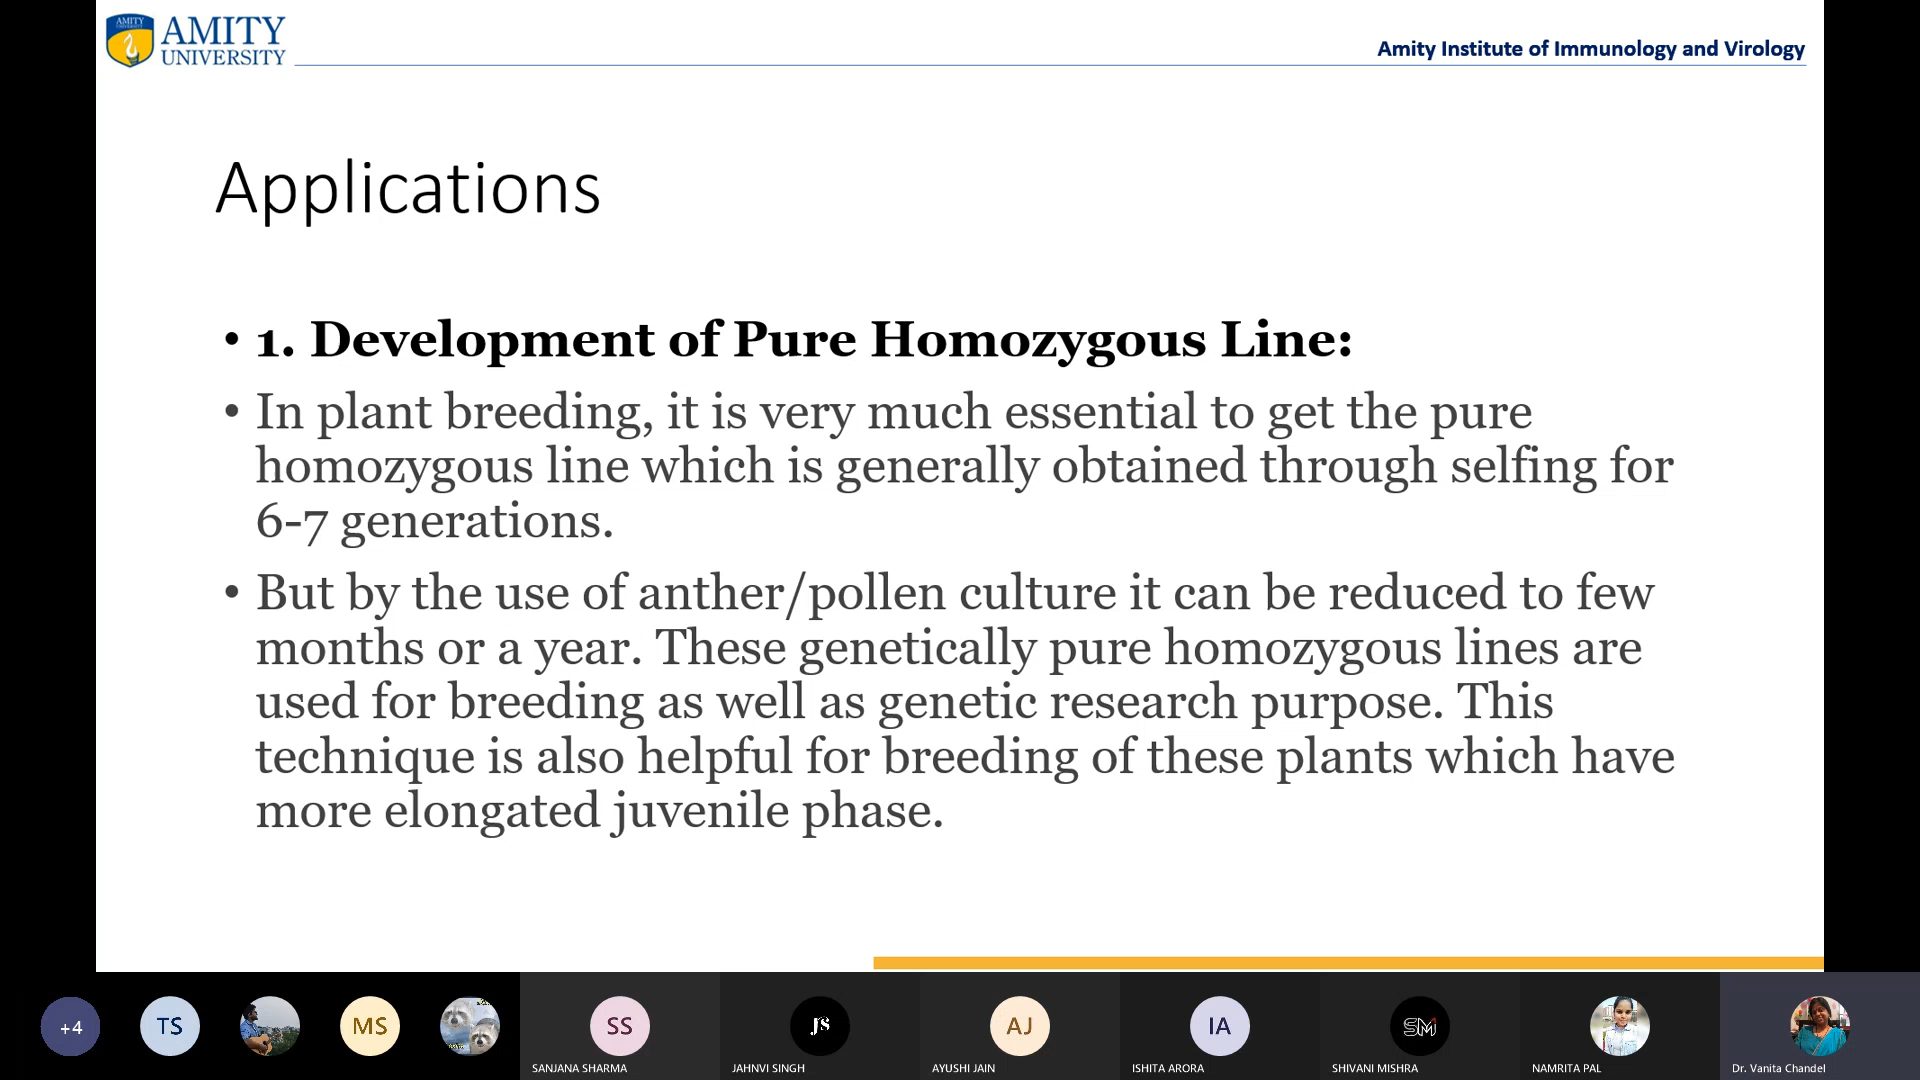 AMITY
UNIVERSITY
AMITY
UNIVERSITY
Amity Institute of Immunology and Virology
Applications
• 1. Development of Pure Homozygous Line:
• In plant breeding, it is very much essential to get the pure
homozygous line which is generally obtained through selfing for
6-7 generations.
• But by the use of anther/pollen culture it can be reduced to few
months or a year. These genetically pure homozygous lines are
used for breeding as well as genetic research purpose. This
technique is also helpful for breeding of these plants which have
more elongated juvenile phase.
+4
TS
MS
SS
JS
AJ
IA
SM
SANJANA SHARMA
JAHNVI SINGH
AYUSHI JAIN
ISHITA ARORA
SHIVANI MISHRA
NAMRITA PAL
Dr. Vanita Chandel